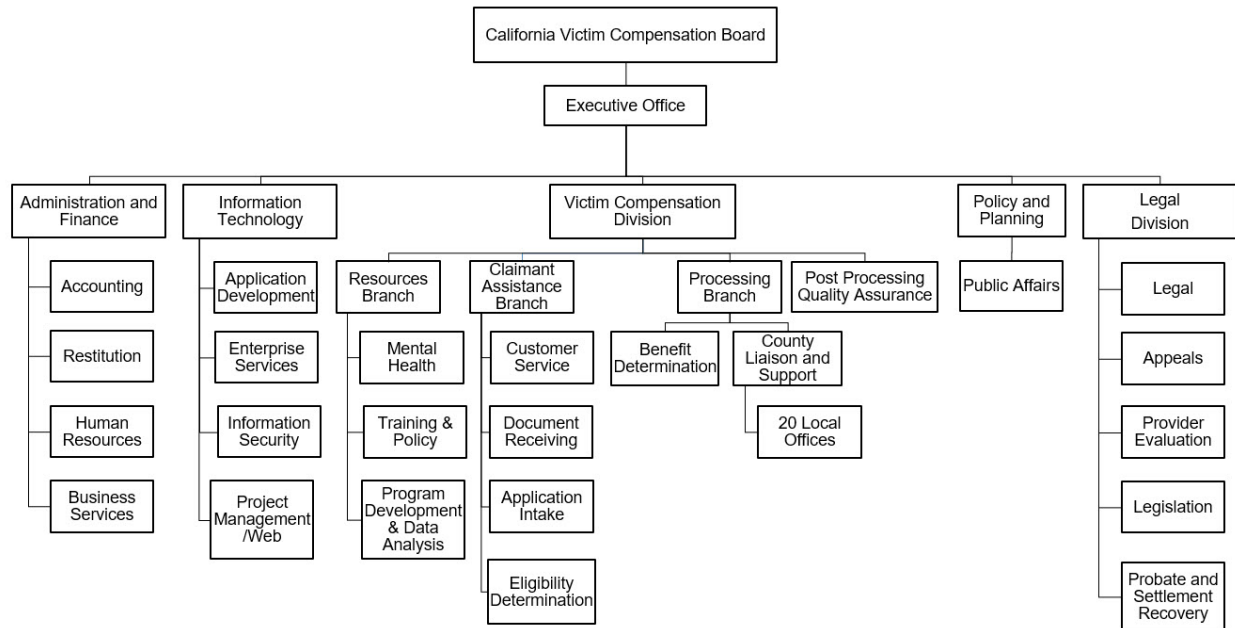 California Victim Compensation Board
Executive Office
Administration and
Finance
Information
Technology
Victim Compensation
Division
Policy and
Planning
Legal
Division
Accounting
Restitution
Human
Resources
Business
Services
Application
Development
Enterprise
Services
Information
Security
Project
Management
/Web
Resources
Branch
Mental
Health
Training &
Policy
Program
Development
& Data
Analysis
Claimant
Assistance
Branch
Customer
Service
Document
Receiving
Application
Intake
Eligibility
Determination
Processing
Branch
Benefit
Determination
County
Liaison and
Support
20 Local
Offices
Post Processing
Quality Assurance
Public Affairs
Legal
Appeals
Provider
Evaluation
Legislation
Probate and
Settlement
Recovery